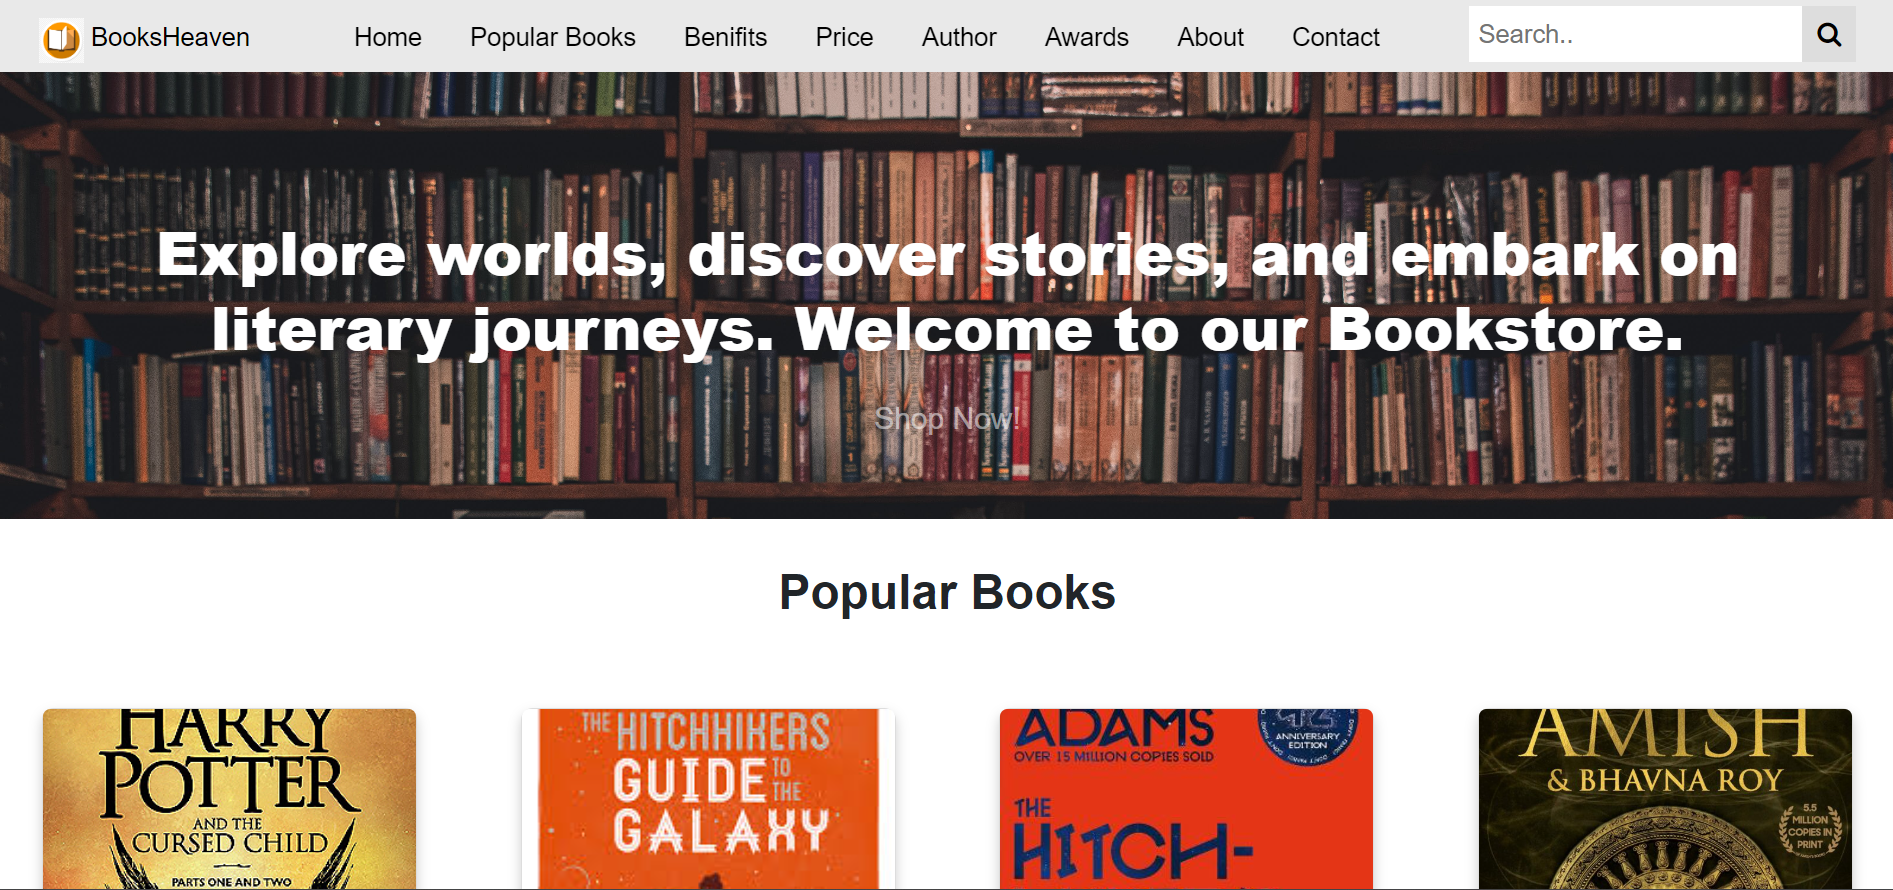 BooksHeaven
Home
Popular Books
Benifits
Price
Author
Awards
About
Contact
Search..
Explore worlds, discover stories, and embark on
literary journeys. Welcome to our Bookstore.
Shop Now!
Popular Books
HARRY
POTTER
AND THE
CURSED CHILD
PARTS ONE AND TWO
THE HITCHHIKERS
GUIDE TO THE
GALAXY
ADAMS
OVER 15 MILLION COPIES SOLD
42
ANNIVERSARY
EDITION
THE
HITCH-
AMISH
& BHAVNA ROY
5.5
MILLION
COPIES IN
PRINT